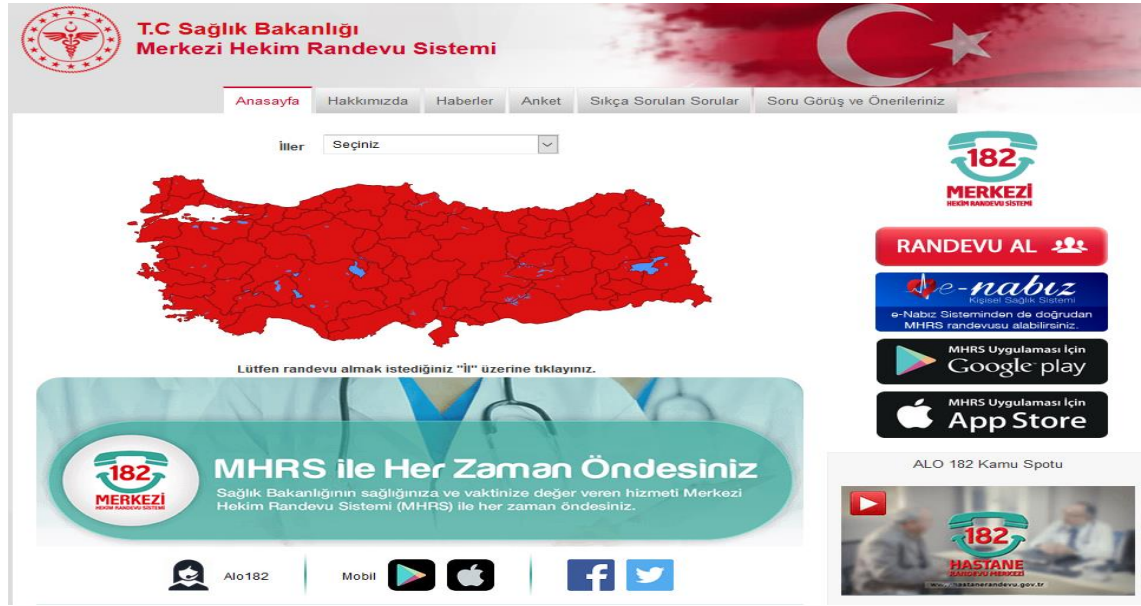 T.C Sağlık Bakanlığı
Merkezi Hekim Randevu Sistemi
Anasayfa Hakkımızda Haberler Anket Sıkça Sorulan Sorular Soru Görüş ve Önerileriniz
İller Seçiniz
Lütfen randevu almak istediğiniz "İl" üzerine tıklayınız.
182
MERKEZİ
HEKİM RANDEVU SİSTEMİ
MHRS ile Her Zaman Öndesiniz
Sağlık Bakanlığının sağlığınıza ve vaktinize değer veren hizmeti Merkezi
Hekim Randevu Sistemi (MHRS) ile her zaman öndesiniz.
Alo182 Mobil
182
MERKEZİ
HEKİM RANDEVU SİSTEMİ
RANDEVU AL
e-nabız
Kişisel Sağlık Sistemi
e-Nabız Sisteminden de doğrudan
MHRS randevusu alabilirsiniz.
MHRS Uygulaması İçin
Google play
MHRS Uygulaması İçin
App Store
ALO 182 Kamu Spotu
182
HASTANE
RANDEVU MERKEZİ
www.hastanerandevu.gov.tr